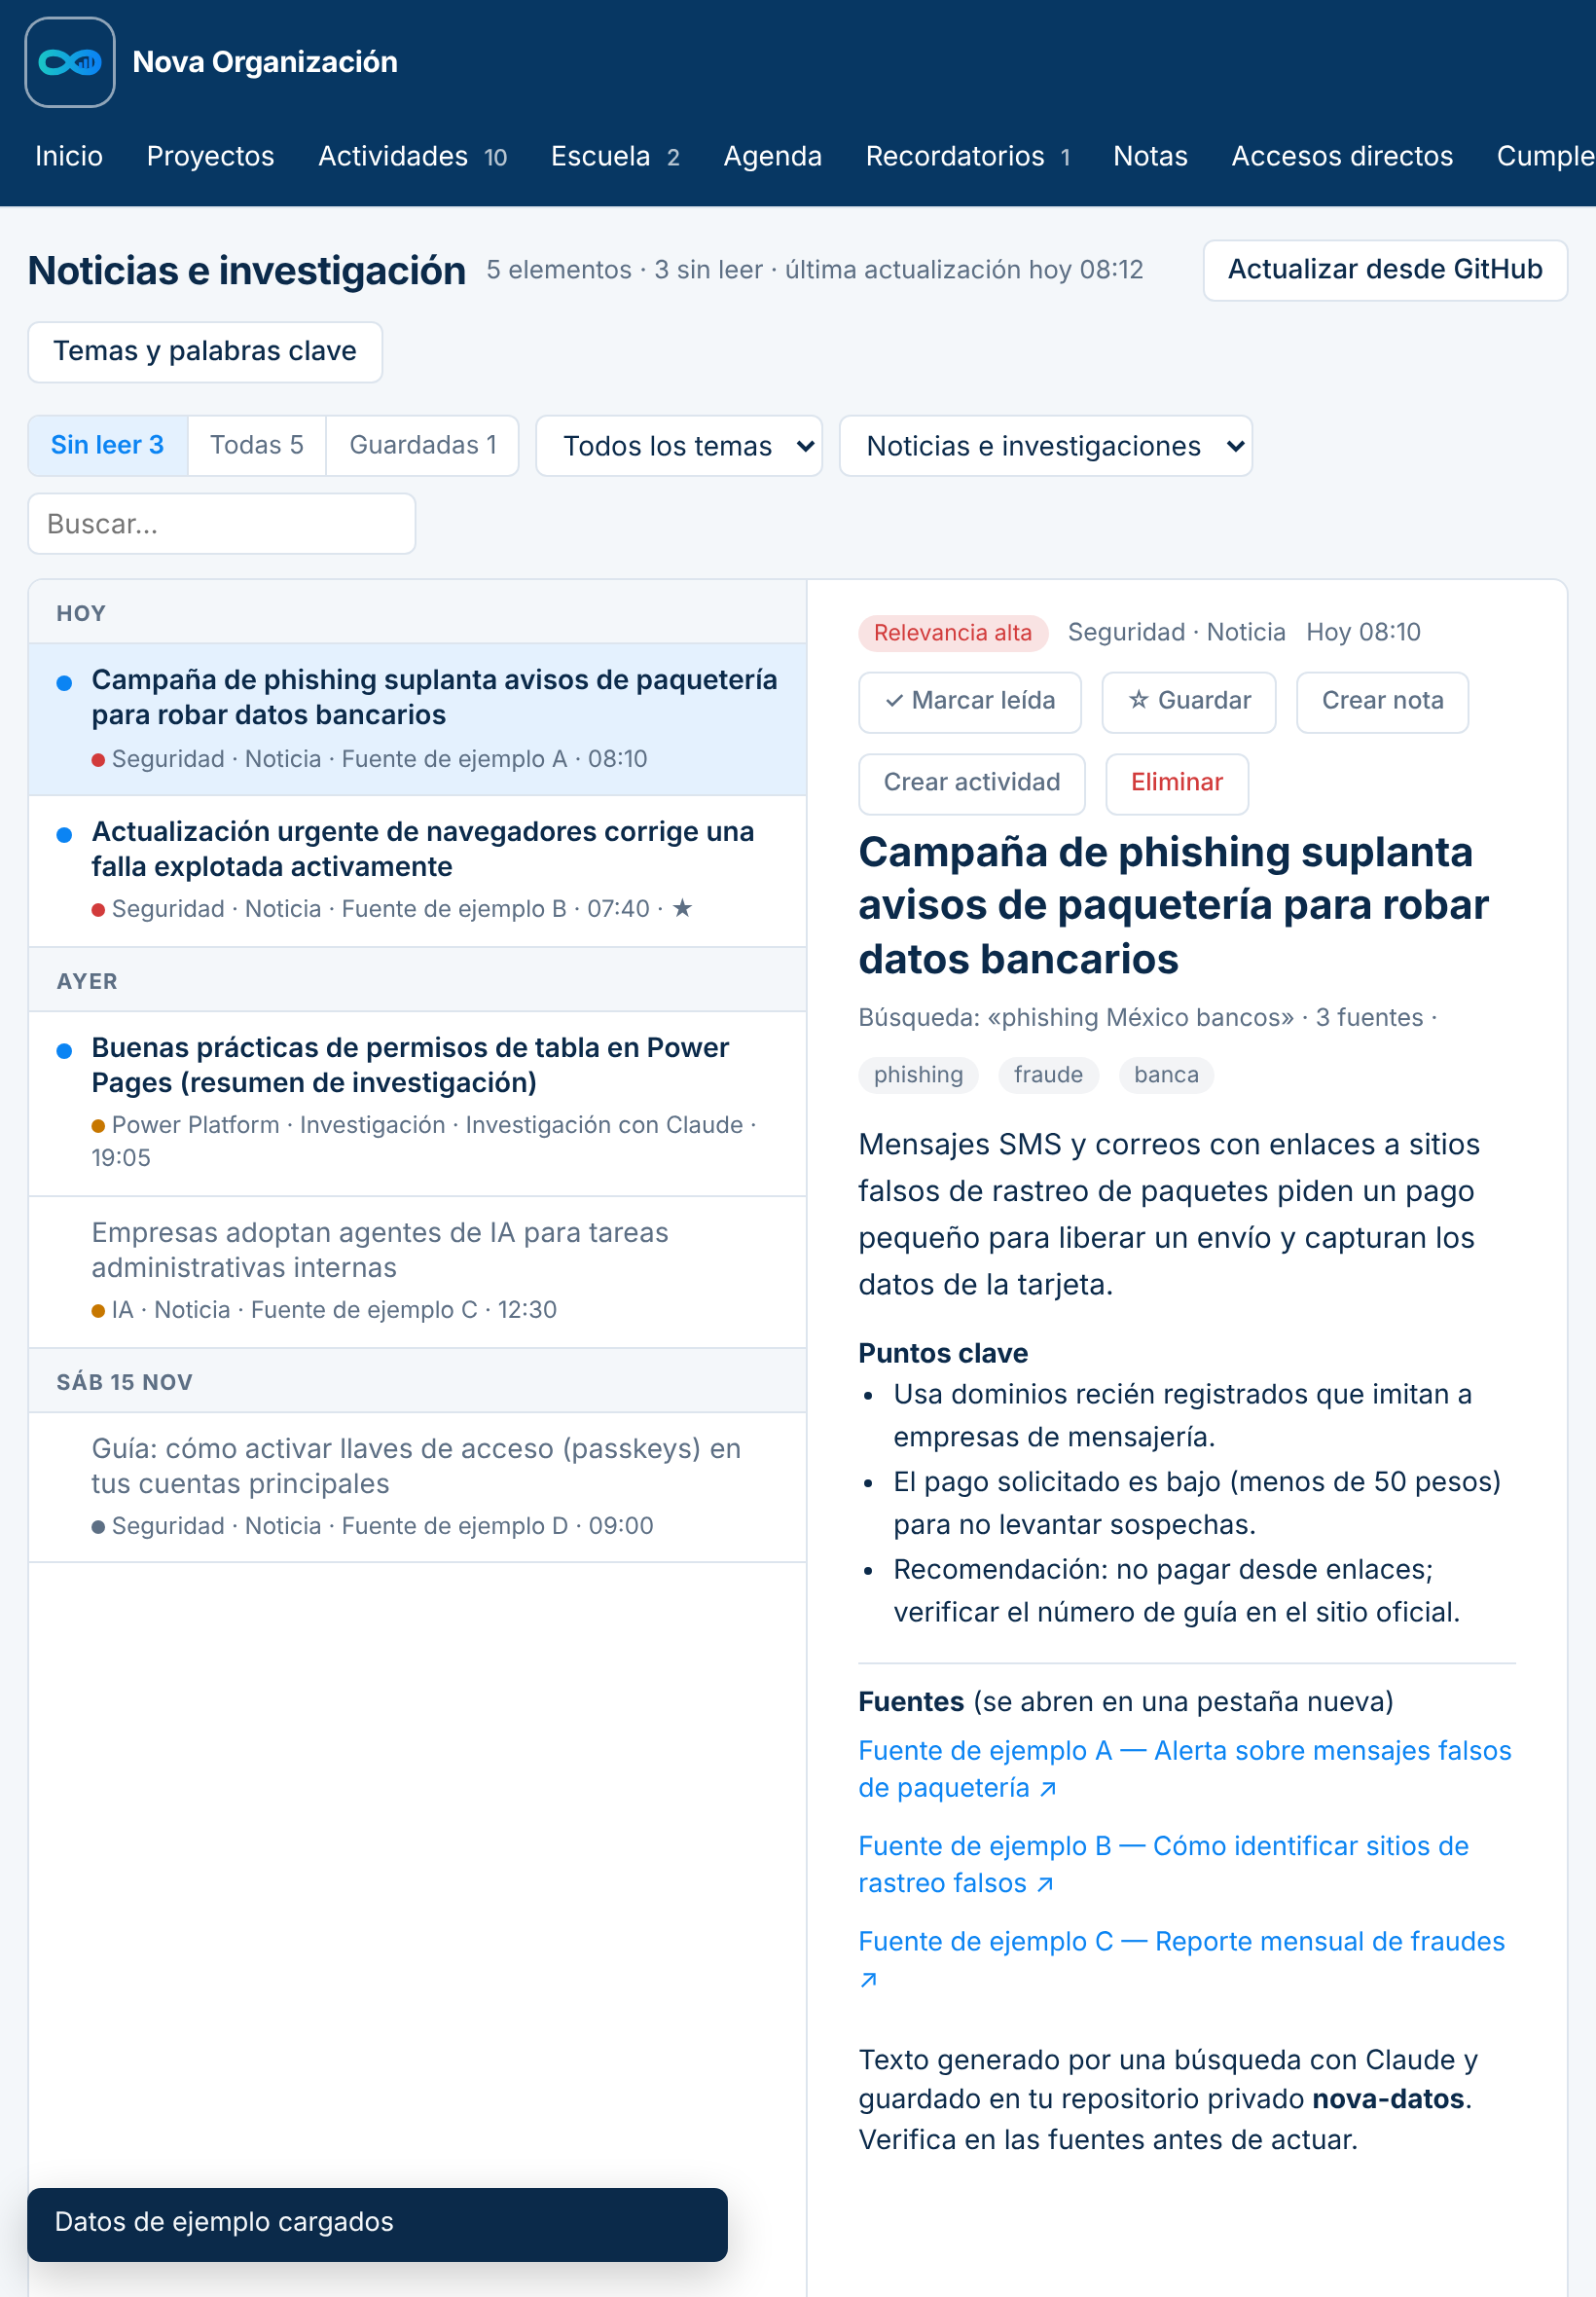 Nova Organización
Inicio Proyectos Actividades 10 Escuela 2 Agenda Recordatorios 1 Notas Accesos directos Cumple
Noticias e investigación 5 elementos · 3 sin leer · última actualización hoy 08:12 Actualizar desde GitHub
Temas y palabras clave
Sin leer 3 Todas 5 Guardadas 1 Todos los temas Noticias e investigaciones
Buscar...
HOY
Campaña de phishing suplanta avisos de paquetería
para robar datos bancarios
Seguridad · Noticia · Fuente de ejemplo A · 08:10
Actualización urgente de navegadores corrige una
falla explotada activamente
Seguridad · Noticia · Fuente de ejemplo B · 07:40 · ★
AYER
Buenas prácticas de permisos de tabla en Power
Pages (resumen de investigación)
Power Platform · Investigación · Investigación con Claude ·
19:05
Empresas adoptan agentes de IA para tareas
administrativas internas
IA · Noticia · Fuente de ejemplo C · 12:30
SÁB 15 NOV
Guía: cómo activar llaves de acceso (passkeys) en
tus cuentas principales
Seguridad · Noticia · Fuente de ejemplo D · 09:00
Relevancia alta Seguridad · Noticia Hoy 08:10
✓ Marcar leída ☆ Guardar Crear nota
Crear actividad Eliminar
Campaña de phishing suplanta
avisos de paquetería para robar
datos bancarios
Búsqueda: «phishing México bancos» · 3 fuentes ·
phishing fraude banca
Mensajes SMS y correos con enlaces a sitios
falsos de rastreo de paquetes piden un pago
pequeño para liberar un envío y capturan los
datos de la tarjeta.
Puntos clave
• Usa dominios recién registrados que imitan a
empresas de mensajería.
• El pago solicitado es bajo (menos de 50 pesos)
para no levantar sospechas.
• Recomendación: no pagar desde enlaces;
verificar el número de guía en el sitio oficial.
Fuentes (se abren en una pestaña nueva)
Fuente de ejemplo A — Alerta sobre mensajes falsos
de paquetería ↗
Fuente de ejemplo B — Cómo identificar sitios de
rastreo falsos ↗
Fuente de ejemplo C — Reporte mensual de fraudes
↗
Texto generado por una búsqueda con Claude y
guardado en tu repositorio privado nova-datos.
Verifica en las fuentes antes de actuar.
Datos de ejemplo cargados